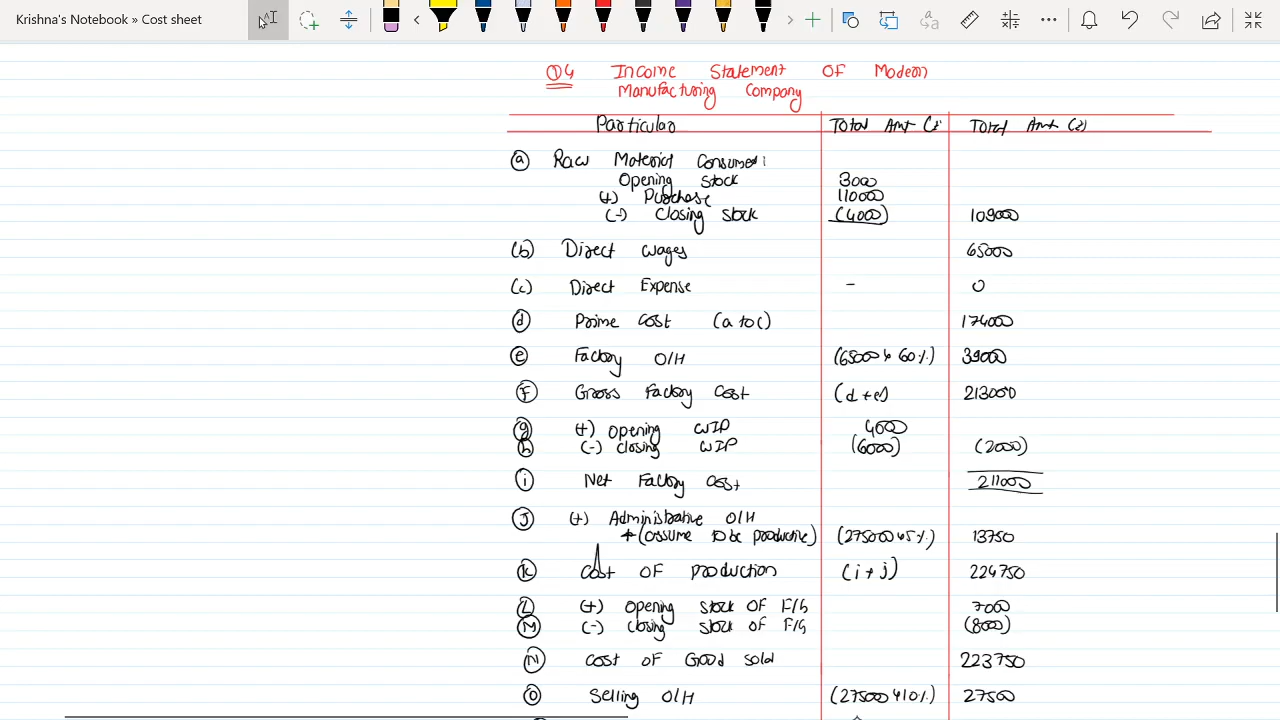 Krishna's Notebook » Cost sheet
Q4 Income Statement Of Modern
Manufacturing Company
Particular Total Amt (₹) Total Amt (₹)
(a) Raw Material Consumed:
Opening Stock 3000
(+) Purchase 110000
(-) Closing Stock (4000) 109000
(b) Direct wages 65000
(c) Direct Expense - 0
(d) Prime Cost (a to c) 174000
(e) Factory O/H (65000 x 60%) 39000
(F) Gross Factory Cost (d+e) 213000
(g) (+) Opening WIP 4000
(h) (-) closing WIP (6000) (2000)
(i) Net Factory Cost 211000
(J) (+) Administrative O/H
+(assume to be productive) (275000 x 5%) 13750
(K) Cost OF Production (i+j) 224750
(L) (+) Opening Stock OF F/G 7000
(M) (-) closing stock OF F/G (8000)
(N) Cost of Good sold 223750
(O) Selling O/H (27500 x 10%) 27500